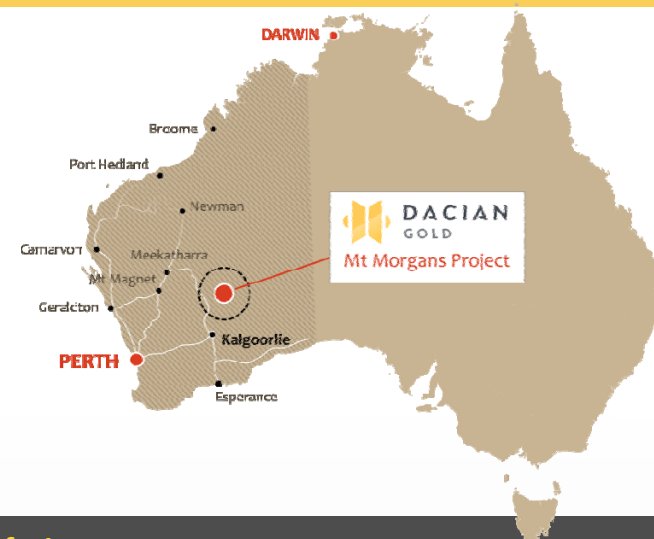 DARWIN
Broome
Port Hedland
Newman
DACIAN
GOLD
Mt Morgans Project
Carnarvon
Meekatharra
Mt Magnet
Geraldton
Kalgoorlie
PERTH
Esperance